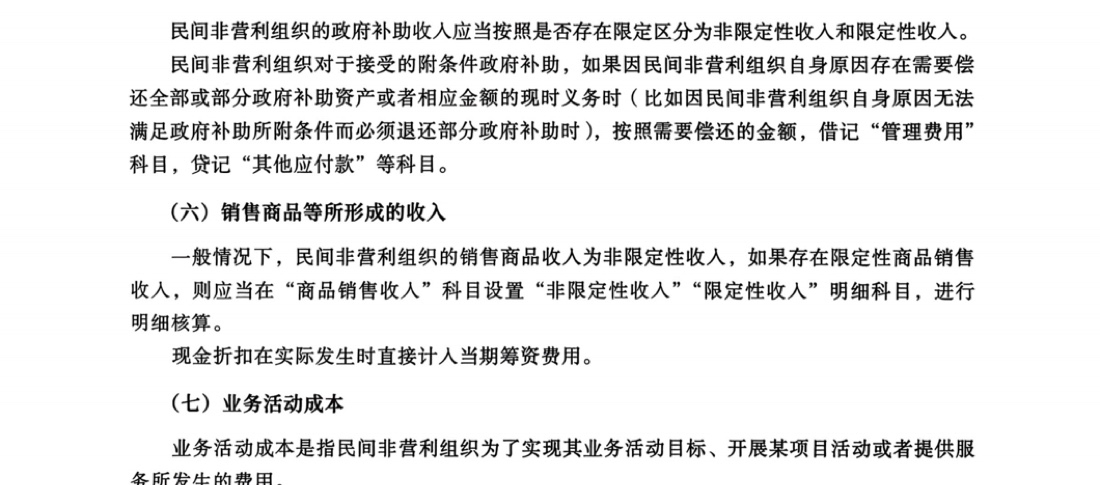 民间非营利组织的政府补助收入应当按照是否存在限定区分为非限定性收入和限定性收入。
民间非营利组织对于接受的附条件政府补助，如果因民间非营利组织自身原因存在需要偿
还全部或部分政府补助资产或者相应金额的现时义务时（比如因民间非营利组织自身原因无法
满足政府补助所附条件而必须退还部分政府补助时），按照需要偿还的金额，借记“管理费用”
科目，贷记“其他应付款”等科目。
（六）销售商品等所形成的收入
一般情况下，民间非营利组织的销售商品收入为非限定性收入，如果存在限定性商品销售
收入，则应当在“商品销售收入”科目设置“非限定性收入”“限定性收入”明细科目，进行
明细核算。
现金折扣在实际发生时直接计入当期筹资费用。
（七）业务活动成本
业务活动成本是指民间非营利组织为了实现其业务活动目标、开展某项目活动或者提供服
务所发生的费用。